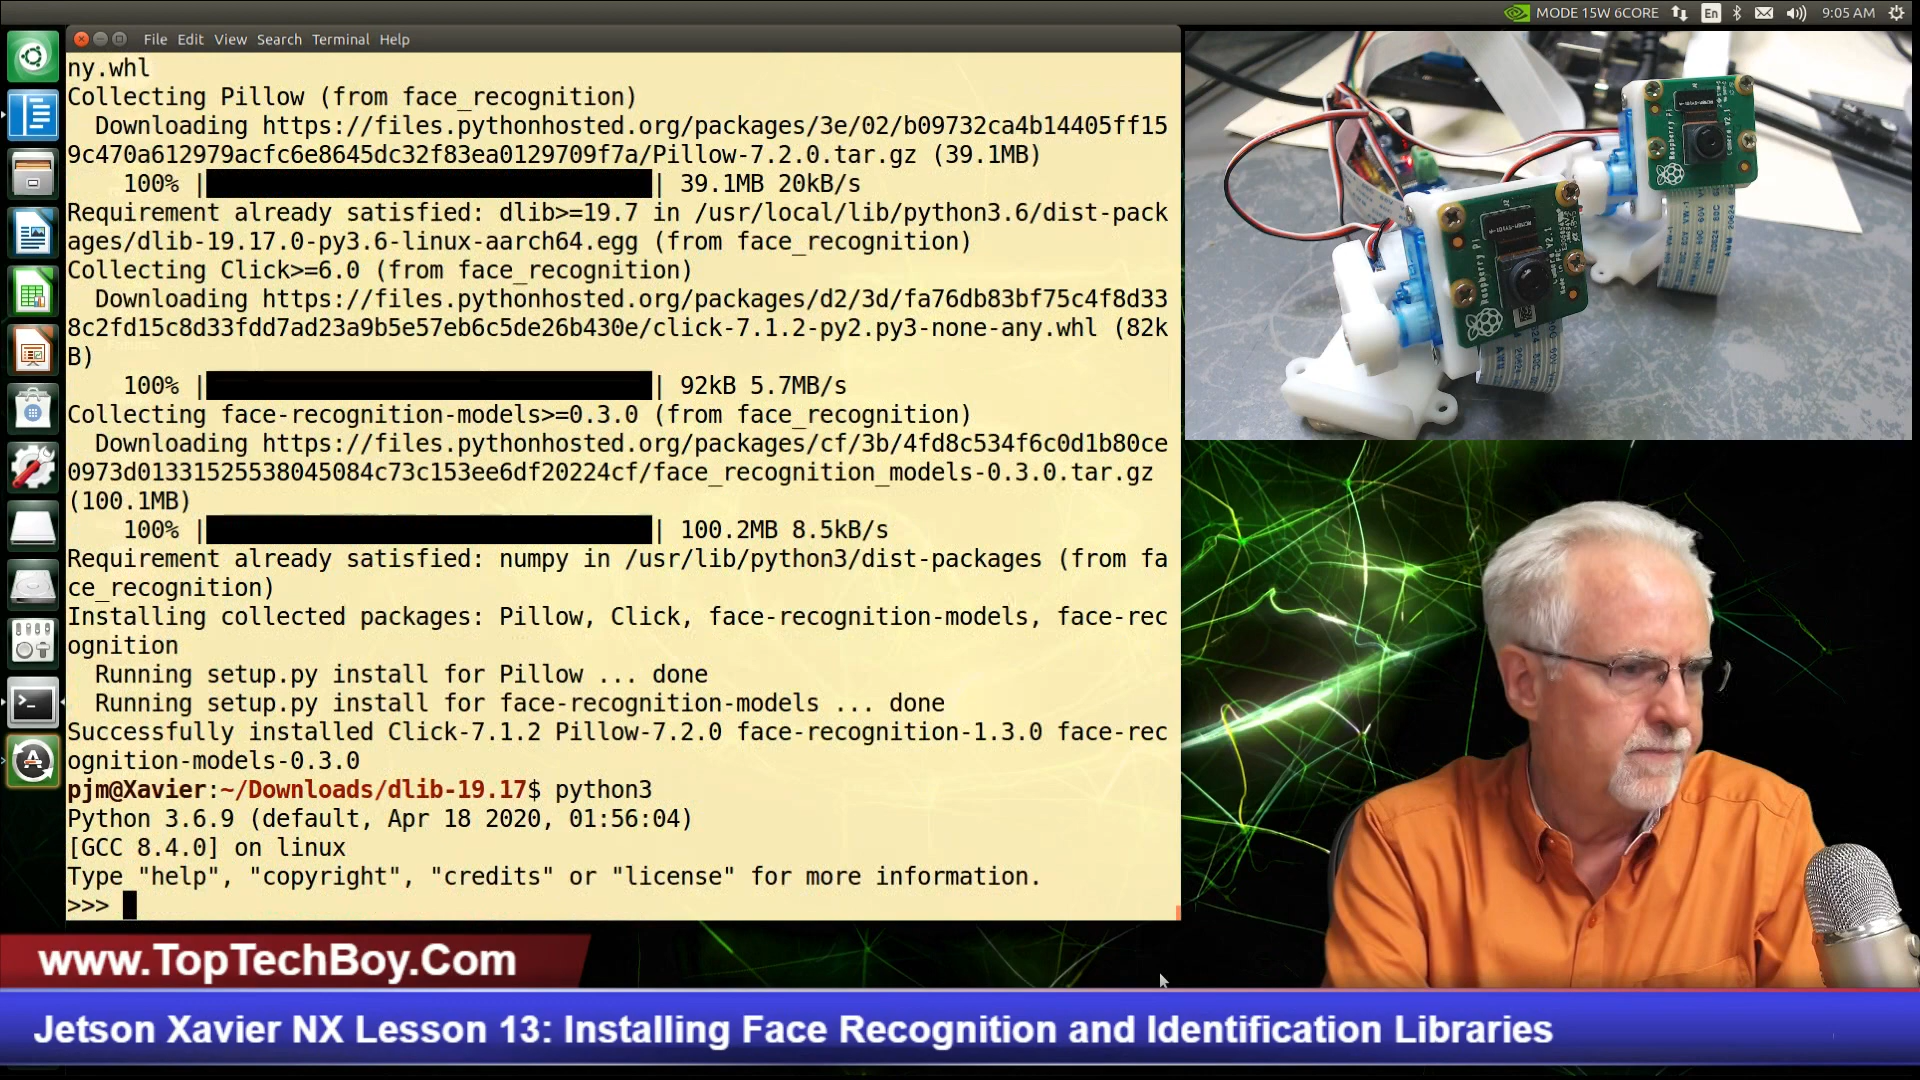 MODE 15W 6CORE En 9:05 AM
File Edit View Search Terminal Help
ny.whl
Collecting Pillow (from face_recognition)
  Downloading https://files.pythonhosted.org/packages/3e/02/b09732ca4b14405ff15
9c470a612979acfc6e8645dc32f83ea0129709f7a/Pillow-7.2.0.tar.gz (39.1MB)
    100% || 39.1MB 20kB/s
Requirement already satisfied: dlib>=19.7 in /usr/local/lib/python3.6/dist-pack
ages/dlib-19.17.0-py3.6-linux-aarch64.egg (from face_recognition)
Collecting Click>=6.0 (from face_recognition)
  Downloading https://files.pythonhosted.org/packages/d2/3d/fa76db83bf75c4f8d33
8c2fd15c8d33fdd7ad23a9b5e57eb6c5de26b430e/click-7.1.2-py2.py3-none-any.whl (82k
B)
    100% || 92kB 5.7MB/s
Collecting face-recognition-models>=0.3.0 (from face_recognition)
  Downloading https://files.pythonhosted.org/packages/cf/3b/4fd8c534f6c0d1b80ce
0973d01331525538045084c73c153ee6df20224cf/face_recognition_models-0.3.0.tar.gz
(100.1MB)
    100% || 100.2MB 8.5kB/s
Requirement already satisfied: numpy in /usr/lib/python3/dist-packages (from fa
ce_recognition)
Installing collected packages: Pillow, Click, face-recognition-models, face-rec
ognition
  Running setup.py install for Pillow ... done
  Running setup.py install for face-recognition-models ... done
Successfully installed Click-7.1.2 Pillow-7.2.0 face-recognition-1.3.0 face-rec
ognition-models-0.3.0
pjm@Xavier:~/Downloads/dlib-19.17$ python3
Python 3.6.9 (default, Apr 18 2020, 01:56:04)
[GCC 8.4.0] on linux
Type "help", "copyright", "credits" or "license" for more information.
>>>
Raspberry Pi
Camera V2.1
Raspberry Pi
Camera V2.1
www.TopTechBoy.Com
Jetson Xavier NX Lesson 13: Installing Face Recognition and Identification Libraries